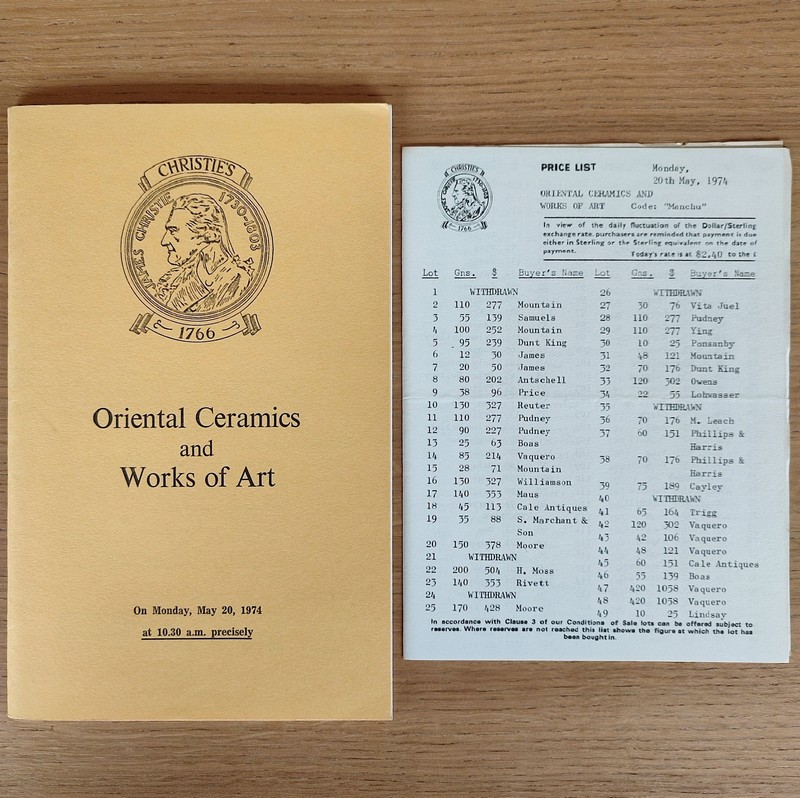 CHRISTIE'S
JAMES CHRISTIE 1730-1803
1766
Oriental Ceramics
and
Works of Art
On Monday, May 20, 1974
at 10.30 a.m. precisely
CHRISTIE'S
JAMES CHRISTIE 1730-1803
1766
PRICE LIST Monday,
20th May, 1974
ORIENTAL CERAMICS AND
WORKS OF ART Code: "Manchu"
In view of the daily fluctuation of the Dollar/Sterling
exchange rate, purchasers are reminded that payment is due
either in Sterling or the Sterling equivalent on the date of
payment. Today's rate is at $2.40 to the £
Lot Gns. $ Buyer's Name
1 WITHDRAWN
2 110 277 Mountain
3 55 139 Samuels
4 100 252 Mountain
5 95 239 Dunt King
6 12 30 James
7 20 50 James
8 80 202 Antschell
9 38 96 Price
10 130 327 Reuter
11 110 277 Pudney
12 90 227 Pudney
13 25 63 Boas
14 85 214 Vaquero
15 28 71 Mountain
16 130 327 Williamson
17 140 353 Maus
18 45 113 Cale Antiques
19 35 88 S. Marchant &
Son
20 150 378 Moore
21 WITHDRAWN
22 200 504 H. Moss
23 140 353 Rivett
24 WITHDRAWN
25 170 428 Moore
Lot Gns. $ Buyer's Name
26 WITHDRAWN
27 30 76 Vita Juel
28 110 277 Pudney
29 110 277 Ying
30 10 25 Ponsanby
31 48 121 Mountain
32 70 176 Dunt King
33 120 302 Owens
34 22 55 Lohwasser
35 WITHDRAWN
36 70 176 M. Leach
37 60 151 Phillips &
Harris
38 70 176 Phillips &
Harris
39 75 189 Cayley
40 WITHDRAWN
41 65 164 Trigg
42 120 302 Vaquero
43 42 106 Vaquero
44 48 121 Vaquero
45 60 151 Cale Antiques
46 55 139 Boas
47 420 1058 Vaquero
48 420 1058 Vaquero
49 10 25 Lindsay
In accordance with Clause 3 of our Conditions of Sale lots can be offered subject to
reserves. Where reserves are not reached this list shows the figure at which the lot has
been bought in.